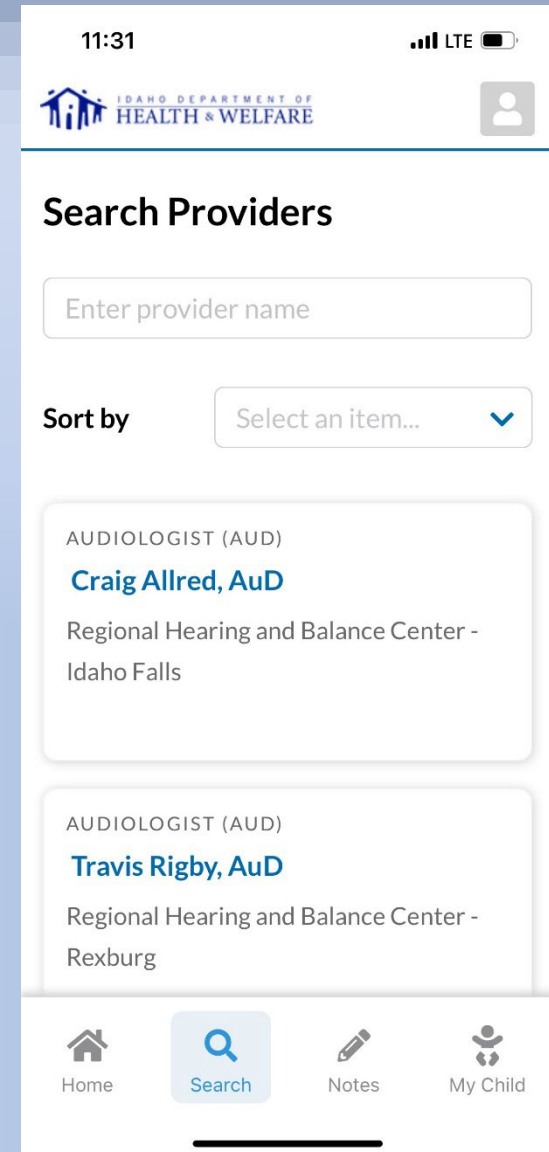 11:31
LTE
IDAHO DEPARTMENT OF
HEALTH & WELFARE
Search Providers
Enter provider name
Sort by
Select an item...
AUDIOLOGIST (AUD)
Craig Allred, AuD
Regional Hearing and Balance Center -
Idaho Falls
AUDIOLOGIST (AUD)
Travis Rigby, AuD
Regional Hearing and Balance Center -
Rexburg
Home
Search
Notes
My Child